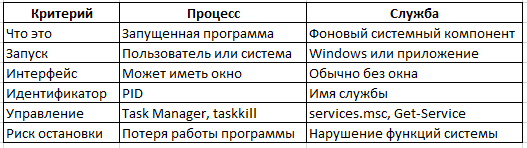 Критерий Процесс Служба
Что это Запущенная программа Фоновый системный компонент
Запуск Пользователь или система Windows или приложение
Интерфейс Может иметь окно Обычно без окна
Идентификатор PID Имя службы
Управление Task Manager, taskkill services.msc, Get-Service
Риск остановки Потеря работы программы Нарушение функций системы